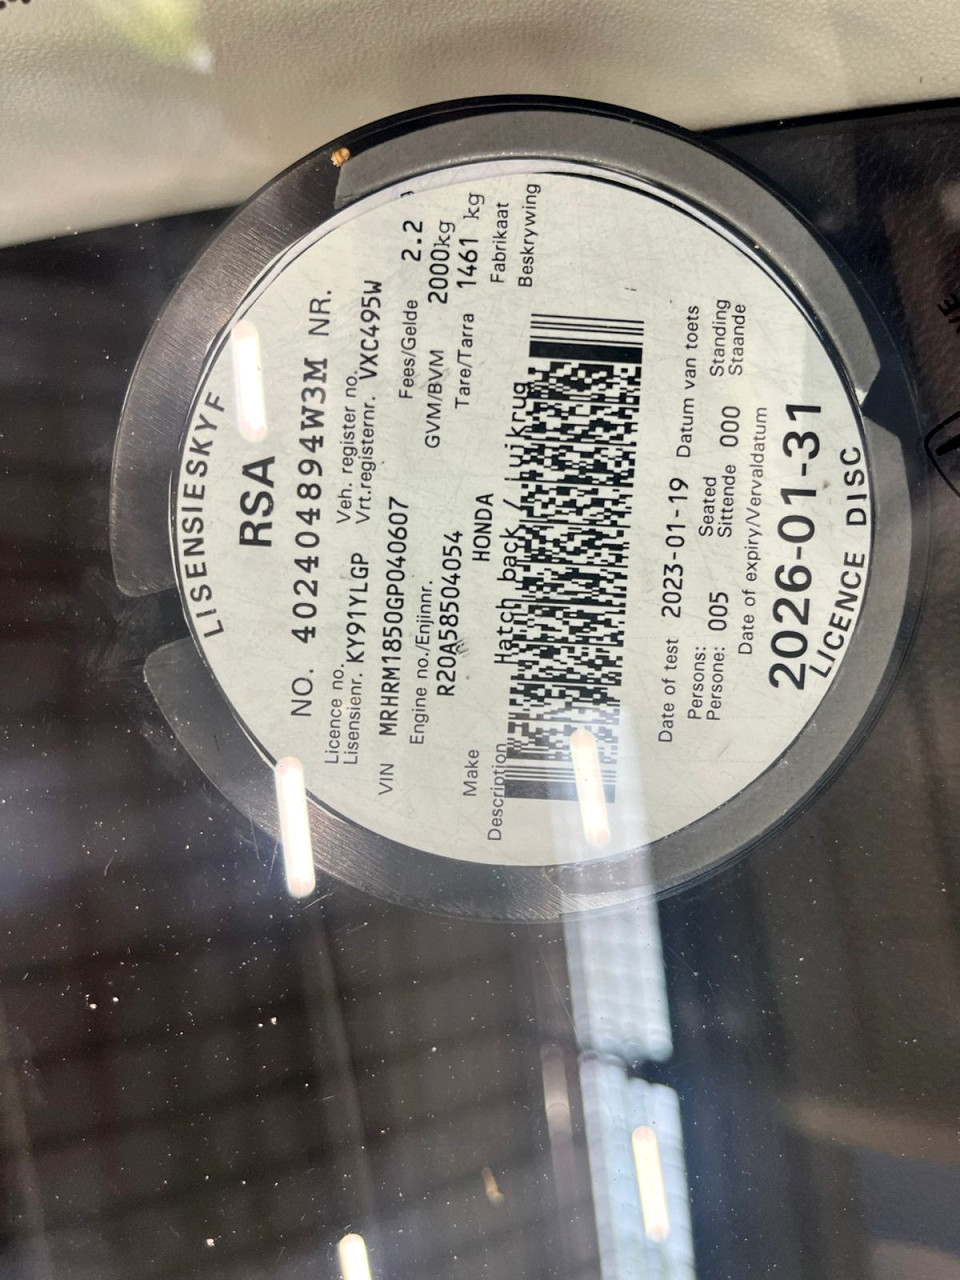 LISENSIESKYF
RSA
NO. 402404894W3M NR.
Licence no. Veh. register no.
Lisensienr. KY91YLGP Vrt.registernr. VXC495W
VIN MRHRM1850GP040607
Engine no./Enjinnr. Fees/Gelde 2.2
R20A58504054 GVM/BVM 2000kg
Tare/Tarra 1461 kg
Make HONDA Fabrikaat
Description Hatch back / Luikrug Beskrywing
Date of test 2023-01-19 Datum van toets
Persons: Seated Standing
Persone: 005 Sittende 000 Staande
Date of expiry/Vervaldatum
2026-01-31
LICENCE DISC